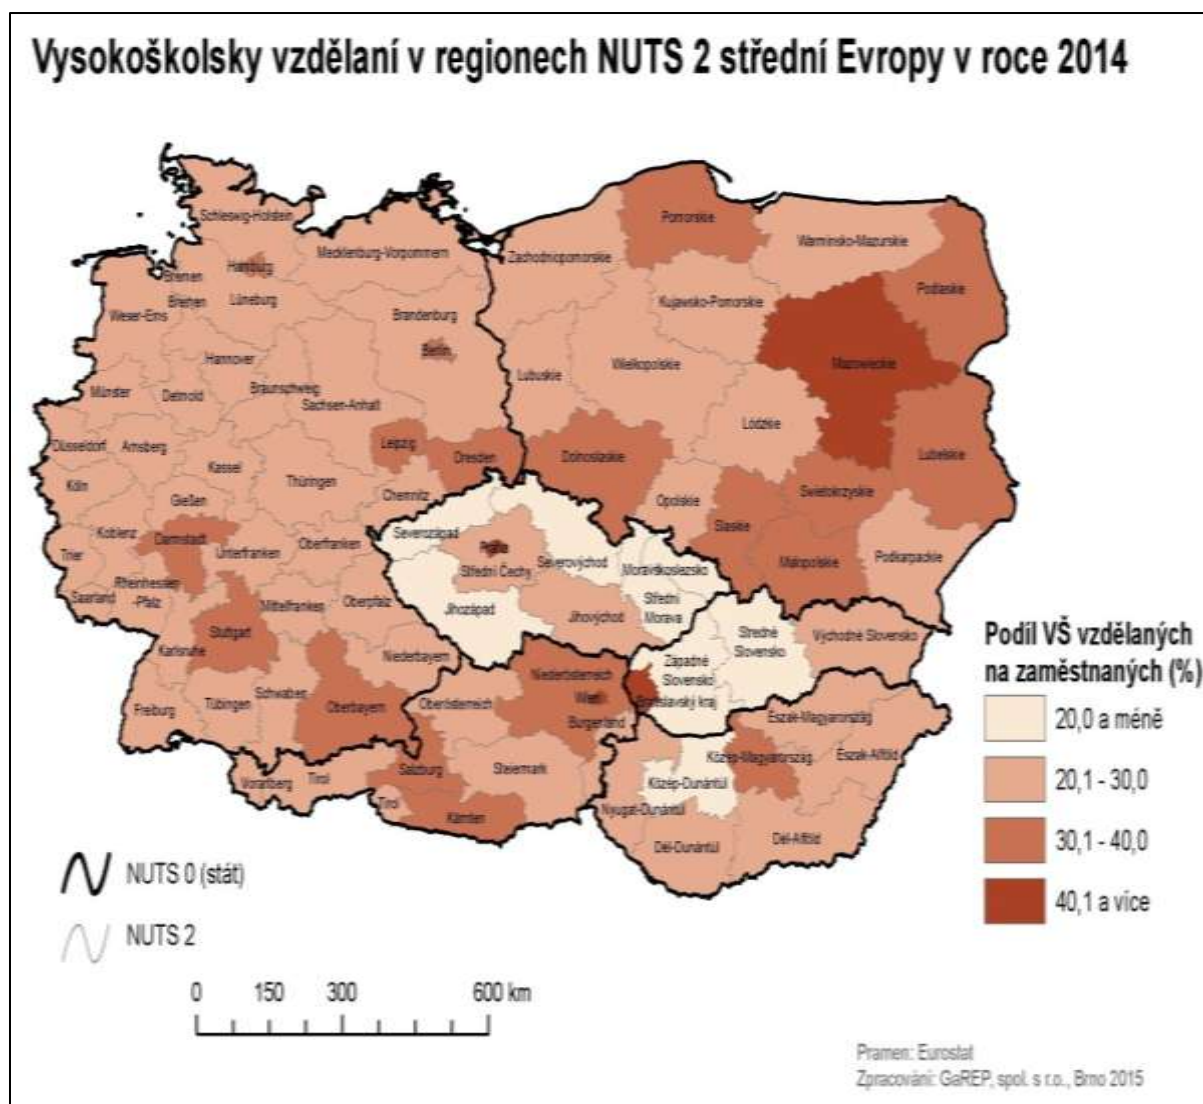 Vysokoškolsky vzdělaní v regionech NUTS 2 střední Evropy v roce 2014
Schleswig-Holstein
Pomorskie
Warminsko-Mazurskie
Mecklenburg-Vorpommern
Zachodniopomorskie
Hamburg
Bremen
Podlaskie
Lüneburg
Kujavsko-Pomorskie
Weser-Ems
Brandenburg
Berlin
Hannover
Mazowieckie
Wielkopolskie
Lubuskie
Münster
Detmold
Braunschweig
Sachsen-Anhalt
Lódzkie
Düsseldorf
Arnsberg
Leipzig
Dresden
Dolnoslaskie
Lubelskie
Kassel
Köln
Thüringen
Chemnitz
Swietokrzyskie
Gießen
Opolskie
Slaskie
Koblenz
Darmstadt
Unterfranken
Oberfranken
Severozápad
Praha
Severovýchod
Moravskoslezsko
Malopolskie
Podkarpackie
Trier
Střední Čechy
Rheinhessen
-Pfalz
Saarland
Mittelfranken
Oberpfalz
Jihozápad
Jihovýchod
Střední
Morava
Stuttgart
Stredné
Slovensko
Východné Slovensko
Karlsruhe
Niederbayern
Západné
Slovensko
Niederösterreich
Wien
Bratislavský kraj
Freiburg
Tübingen
Schwaben
Oberbayern
Oberösterreich
Burgenland
Észak-Magyarország
Közép-Magyarország
Észak-Alföld
Vorarlberg
Tirol
Salzburg
Steiermark
Közép-Dunántúl
Tirol
Kärnten
Nyugat-Dunántúl
Dél-Dunántúl
Dél-Alföld
Podíl VŠ vzdělaných
na zaměstnaných (%)
20,0 a méně
20,1 - 30,0
30,1 - 40,0
40,1 a více
NUTS 0 (stát)
NUTS 2
0 150 300 600 km
Pramen: Eurostat
Zpracování: GaREP, spol. s r.o., Brno 2015